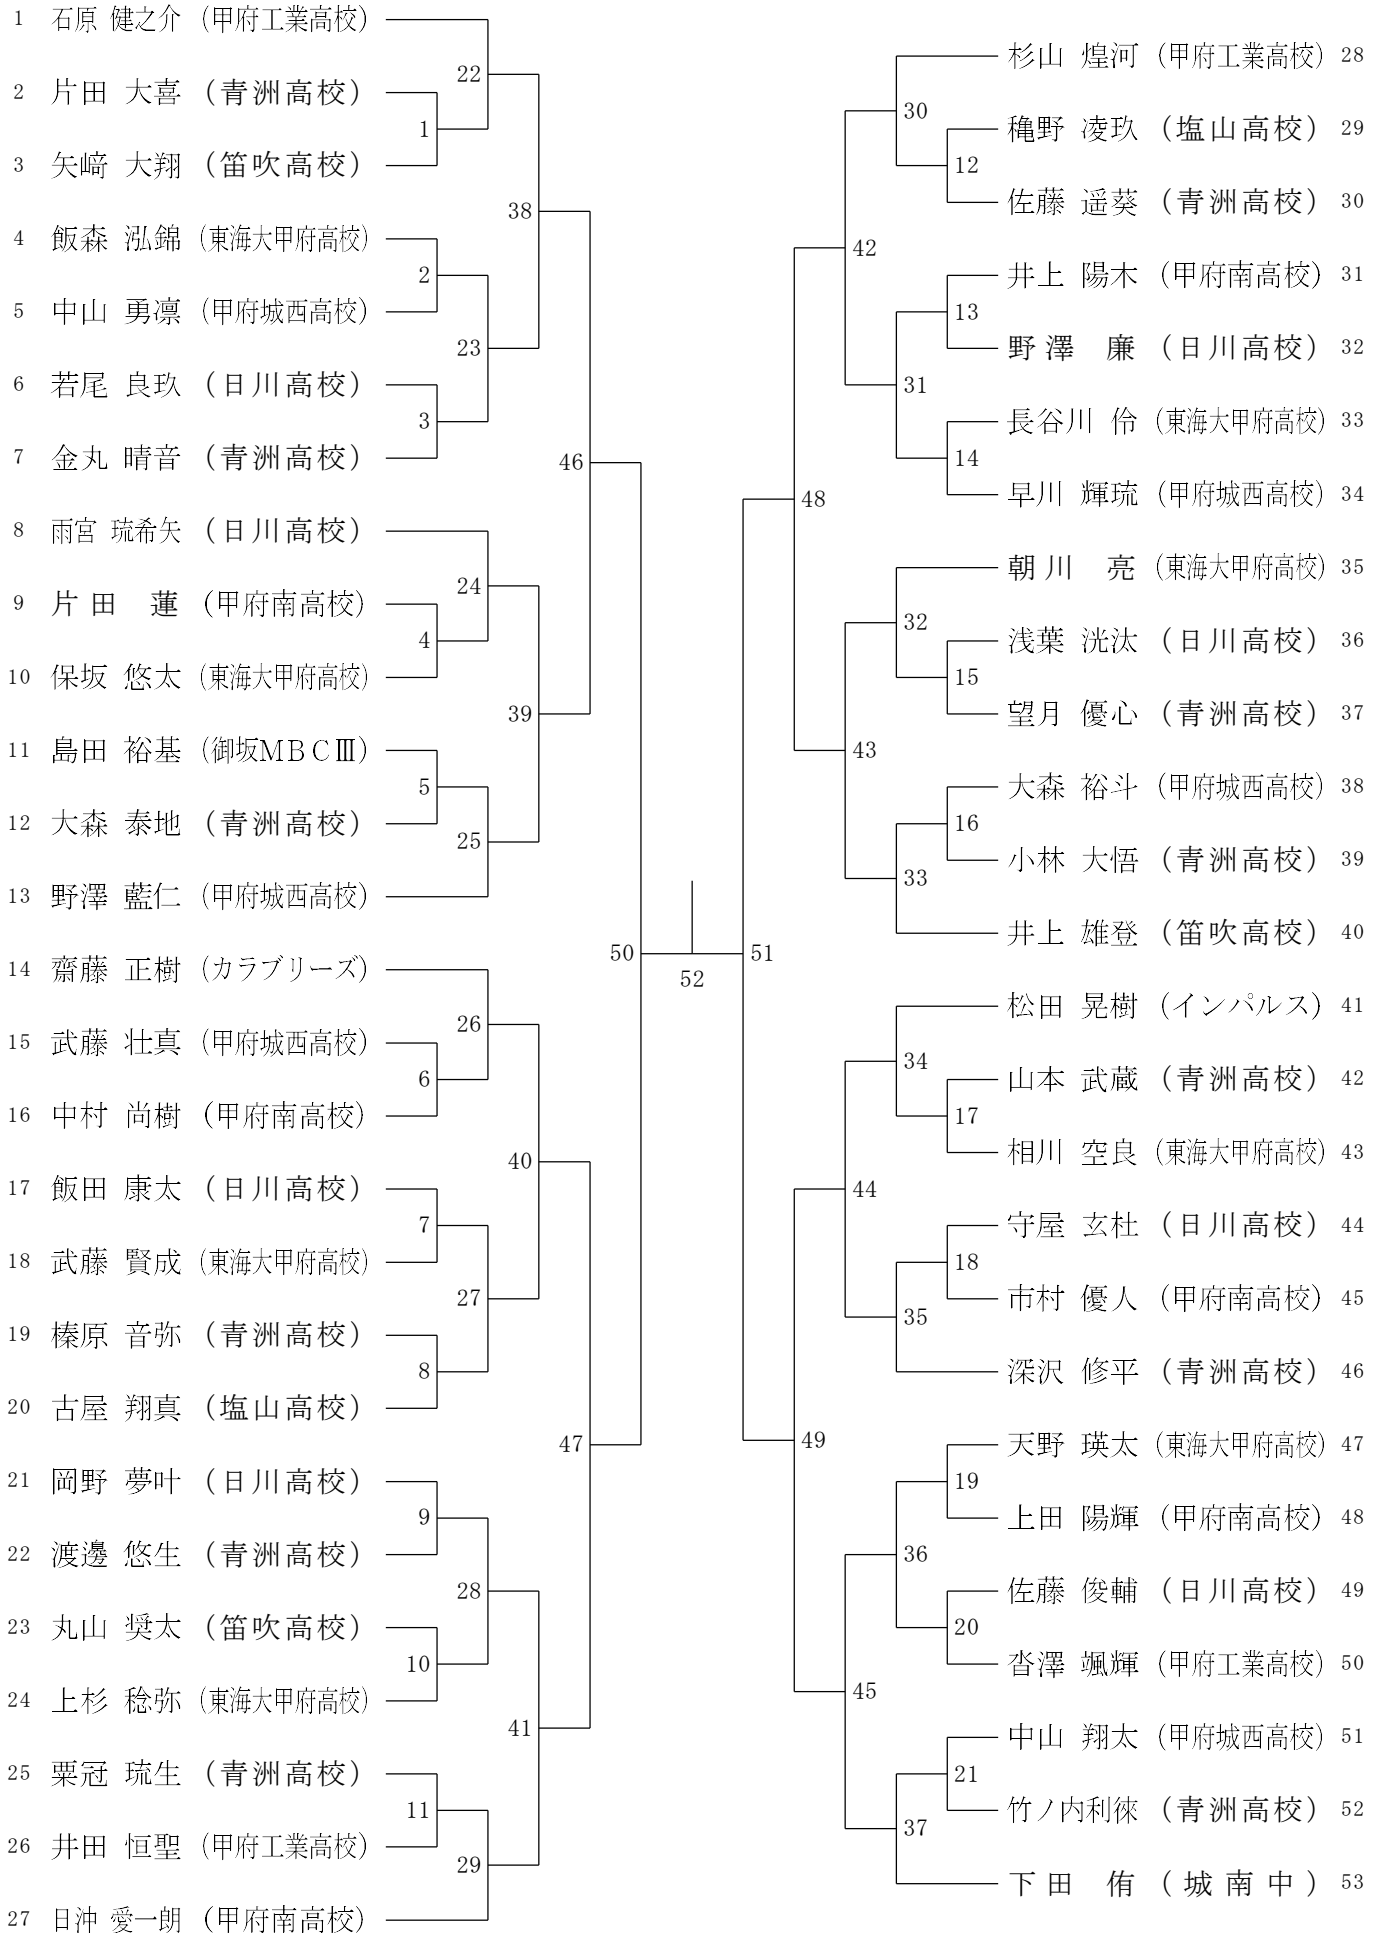 1 石原 健之介 (甲府工業高校)
2 片田 大喜 (青洲高校)
3 矢﨑 大翔 (笛吹高校)
4 飯森 泓錦 (東海大甲府高校)
5 中山 勇凛 (甲府城西高校)
6 若尾 良玖 (日川高校)
7 金丸 晴音 (青洲高校)
8 雨宮 琉希矢 (日川高校)
9 片田 蓮 (甲府南高校)
10 保坂 悠太 (東海大甲府高校)
11 島田 裕基 (御坂MBCⅢ)
12 大森 泰地 (青洲高校)
13 野澤 藍仁 (甲府城西高校)
14 齋藤 正樹 (カラブリーズ)
15 武藤 壮真 (甲府城西高校)
16 中村 尚樹 (甲府南高校)
17 飯田 康太 (日川高校)
18 武藤 賢成 (東海大甲府高校)
19 榛原 音弥 (青洲高校)
20 古屋 翔真 (塩山高校)
21 岡野 夢叶 (日川高校)
22 渡邊 悠生 (青洲高校)
23 丸山 奨太 (笛吹高校)
24 上杉 稔弥 (東海大甲府高校)
25 粟冠 琉生 (青洲高校)
26 井田 恒聖 (甲府工業高校)
27 日沖 愛一朗 (甲府南高校)
1
2
3
4
5
6
7
8
9
10
11
22
23
24
25
26
27
28
29
38
39
40
41
46
47
50
52
51
48
49
42
43
44
45
30
31
32
33
34
35
36
37
12
13
14
15
16
17
18
19
20
21
杉山 煌河 (甲府工業高校) 28
穐野 凌玖 (塩山高校) 29
佐藤 遥葵 (青洲高校) 30
井上 陽木 (甲府南高校) 31
野澤 廉 (日川高校) 32
長谷川 伶 (東海大甲府高校) 33
早川 輝琉 (甲府城西高校) 34
朝川 亮 (東海大甲府高校) 35
浅葉 洸汰 (日川高校) 36
望月 優心 (青洲高校) 37
大森 裕斗 (甲府城西高校) 38
小林 大悟 (青洲高校) 39
井上 雄登 (笛吹高校) 40
松田 晃樹 (インパルス) 41
山本 武蔵 (青洲高校) 42
相川 空良 (東海大甲府高校) 43
守屋 玄杜 (日川高校) 44
市村 優人 (甲府南高校) 45
深沢 修平 (青洲高校) 46
天野 瑛太 (東海大甲府高校) 47
上田 陽輝 (甲府南高校) 48
佐藤 俊輔 (日川高校) 49
沓澤 颯輝 (甲府工業高校) 50
中山 翔太 (甲府城西高校) 51
竹ノ内利徠 (青洲高校) 52
下田 侑 (城南中) 53